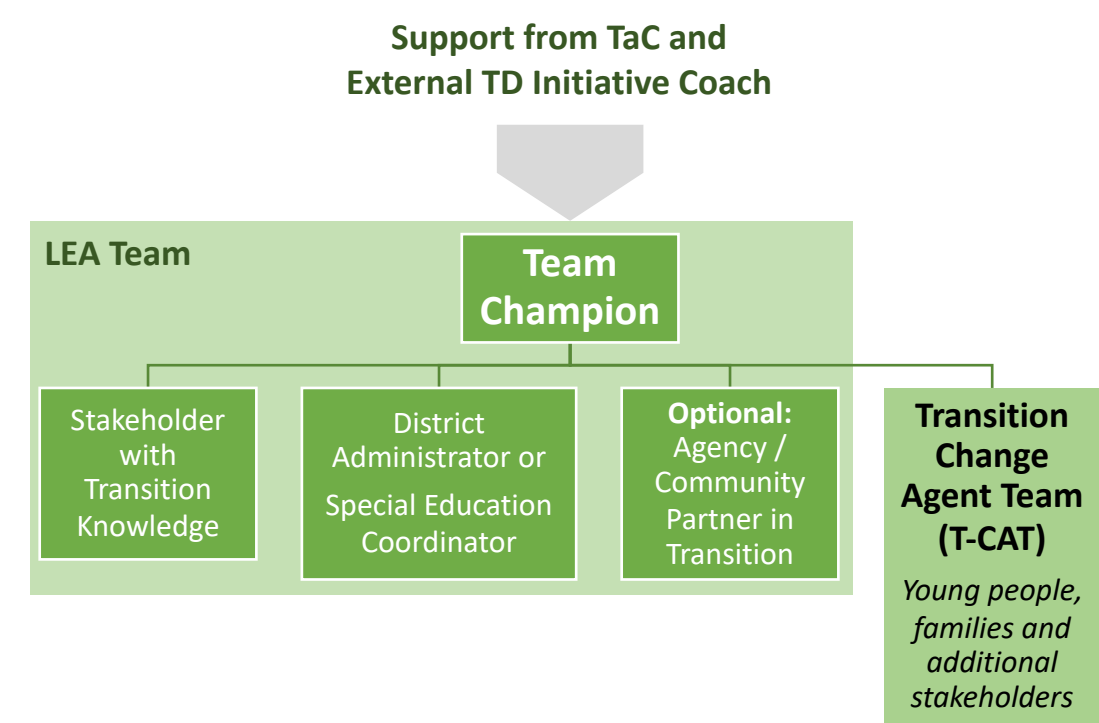 Support from TaC and
External TD Initiative Coach
LEA Team
Team
Champion
Stakeholder
with
Transition
Knowledge
District
Administrator or
Special Education
Coordinator
Optional:
Agency /
Community
Partner in
Transition
Transition
Change
Agent Team
(T-CAT)
Young people,
families and
additional
stakeholders